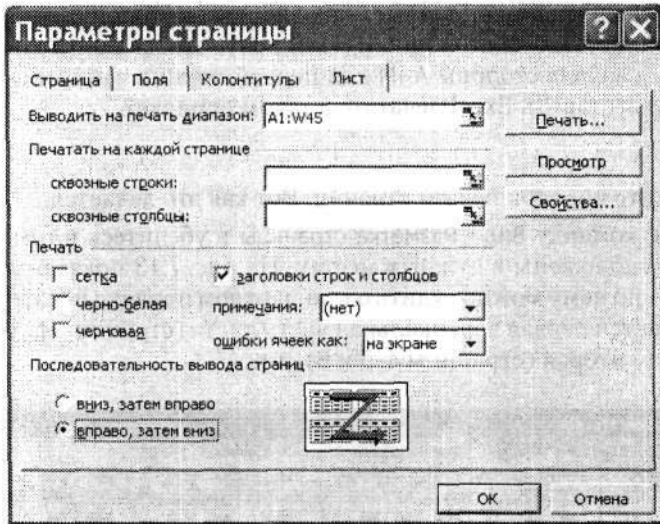 Параметры страницы
Страница Поля Колонтитулы Лист
Выводить на печать диапазон: A1:W45 Печать...
Печатать на каждой странице
Просмотр
сквозные строки:
сквозные столбцы: Свойства...
Печать
сетка заголовки строк и столбцов
черно-белая примечания: (нет)
черновая ошибки ячеек как: на экране
Последовательность вывода страниц
вниз, затем вправо
вправо, затем вниз
ОК Отмена